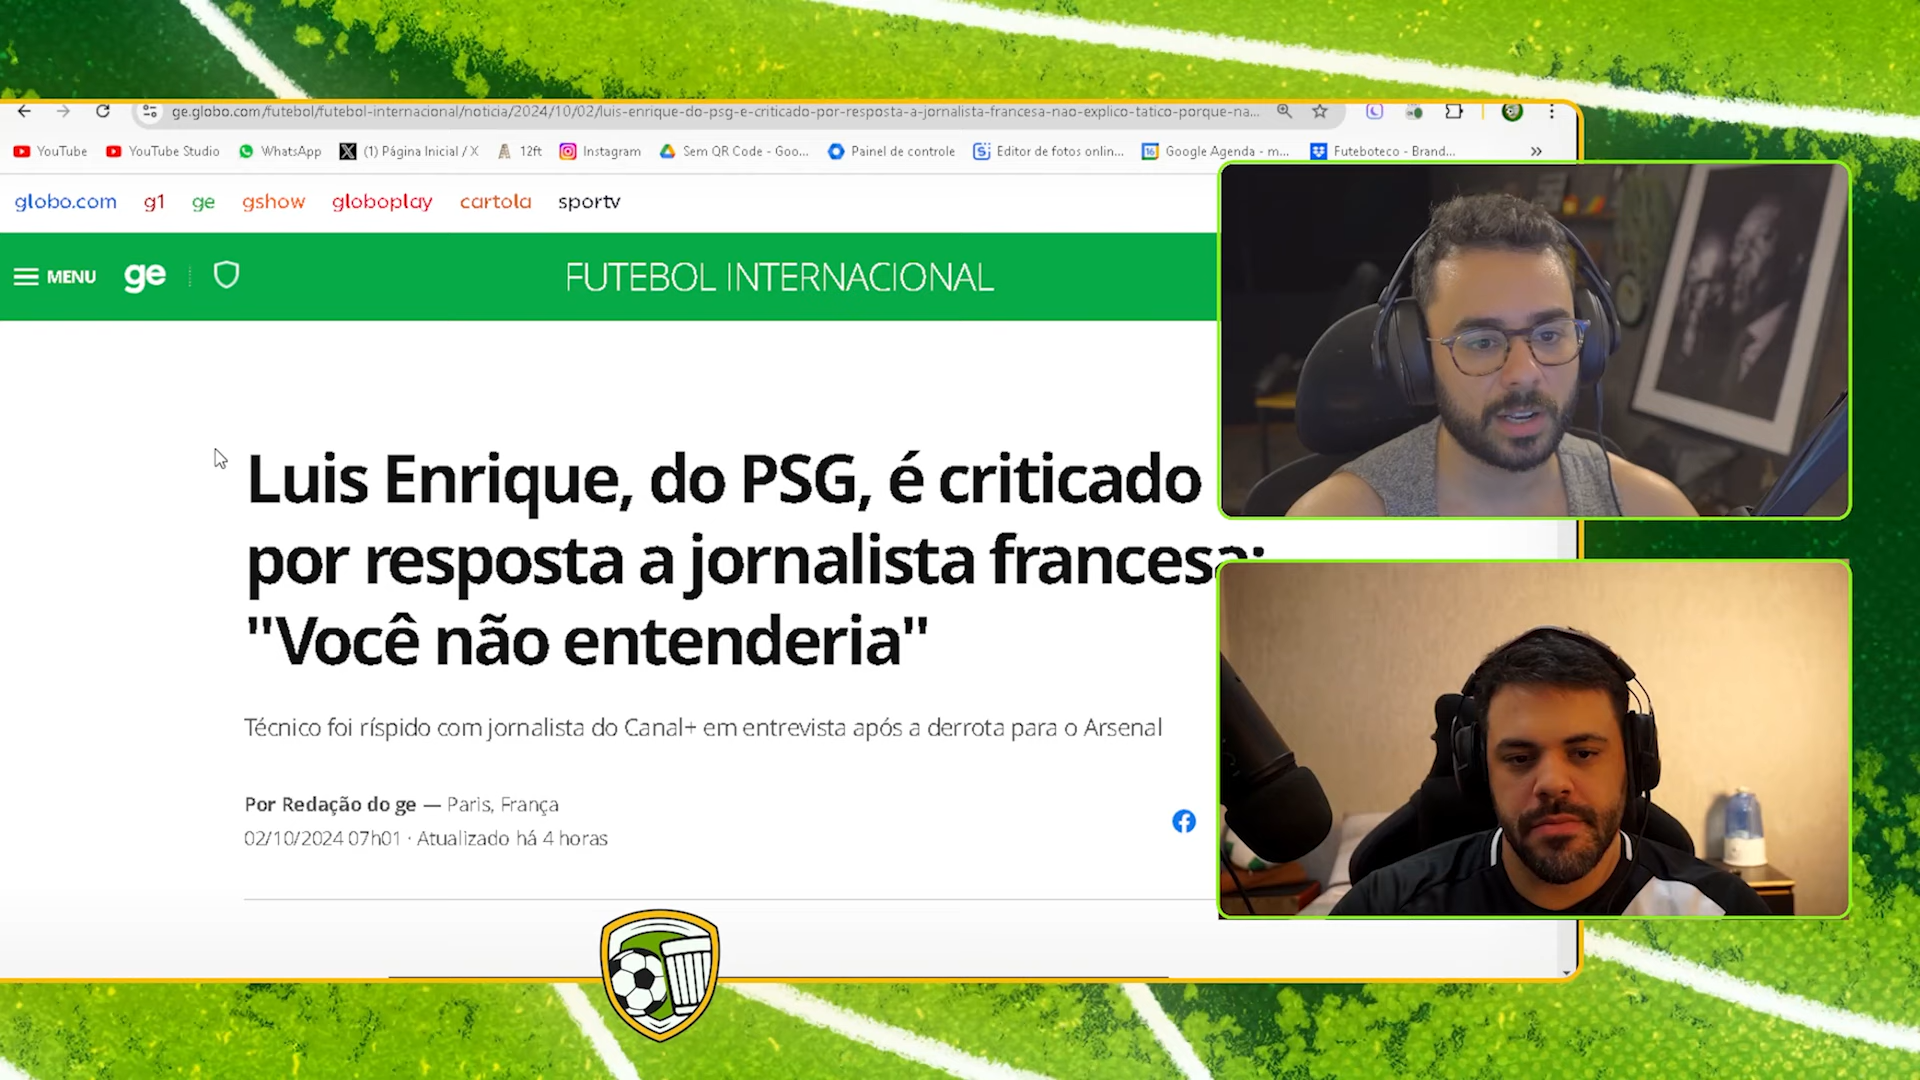 ge.globo.com/futebol/futebol-internacional/noticia/2024/10/02/luis-enrique-do-psg-e-criticado-por-resposta-a-jornalista-francesa-nao-explico-tatico-porque-na...
YouTube YouTube Studio WhatsApp (1) Página Inicial / X 12ft Instagram Sem QR Code - Goo... Painel de controle Editor de fotos onlin... Google Agenda - m... Futeboteco - Brand... »
globo.com g1 ge gshow globoplay cartola sportv
MENU ge FUTEBOL INTERNACIONAL
Luis Enrique, do PSG, é criticado
por resposta a jornalista francesa:
"Você não entenderia"
Técnico foi ríspido com jornalista do Canal+ em entrevista após a derrota para o Arsenal
Por Redação do ge — Paris, França
02/10/2024 07h01 · Atualizado há 4 horas